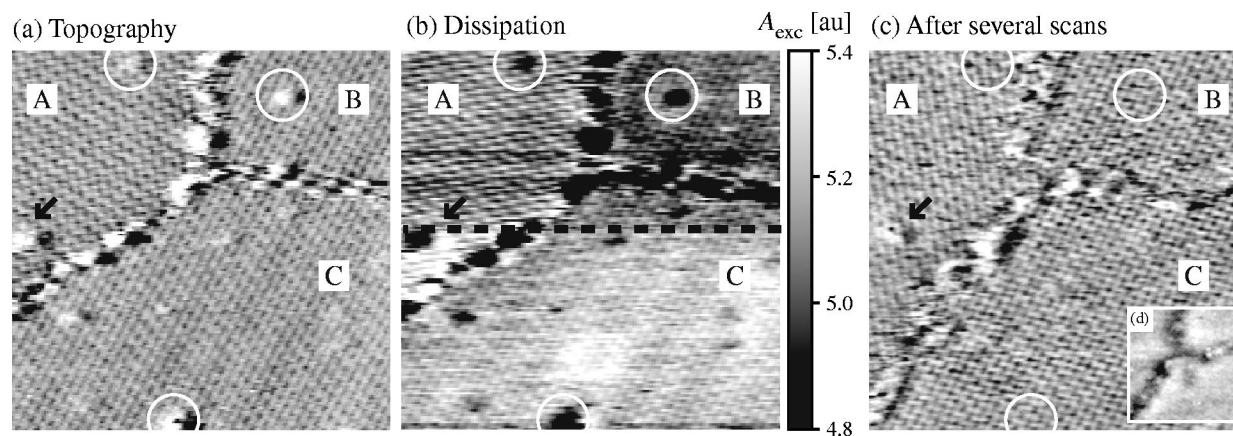 (a) Topography
(b) Dissipation
A_exc [au]
(c) After several scans
A
B
C
A
B
C
5.4
5.2
5.0
4.8
A
B
C
(d)